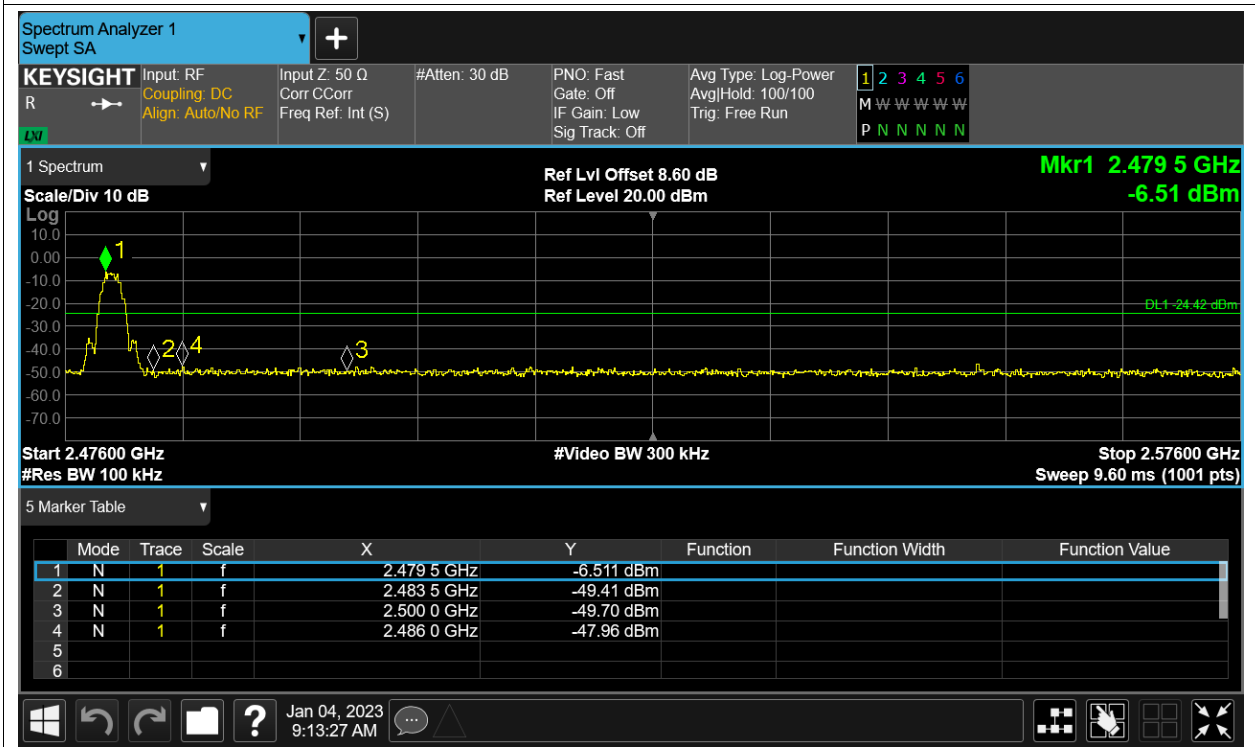 Spectrum Analyzer 1
Swept SA
KEYSIGHT
R
LXI
Input: RF
Coupling: DC
Align: Auto/No RF
Input Z: 50 Ω
Corr CCorr
Freq Ref: Int (S)
#Atten: 30 dB
PNO: Fast
Gate: Off
IF Gain: Low
Sig Track: Off
Avg Type: Log-Power
Avg|Hold: 100/100
Trig: Free Run
1 2 3 4 5 6
M W W W W W
P N N N N N
1 Spectrum
Scale/Div 10 dB
Ref Lvl Offset 8.60 dB
Ref Level 20.00 dBm
Mkr1 2.479 5 GHz
-6.51 dBm
Log
10.0
0.00
-10.0
-20.0
-30.0
-40.0
-50.0
-60.0
-70.0
1
2
4
3
DL1 -24.42 dBm
Start 2.47600 GHz
#Res BW 100 kHz
#Video BW 300 kHz
Stop 2.57600 GHz
Sweep 9.60 ms (1001 pts)
5 Marker Table
Mode Trace Scale X Y Function Function Width Function Value
1 N 1 f 2.479 5 GHz -6.511 dBm
2 N 1 f 2.483 5 GHz -49.41 dBm
3 N 1 f 2.500 0 GHz -49.70 dBm
4 N 1 f 2.486 0 GHz -47.96 dBm
5
6
?
Jan 04, 2023
9:13:27 AM